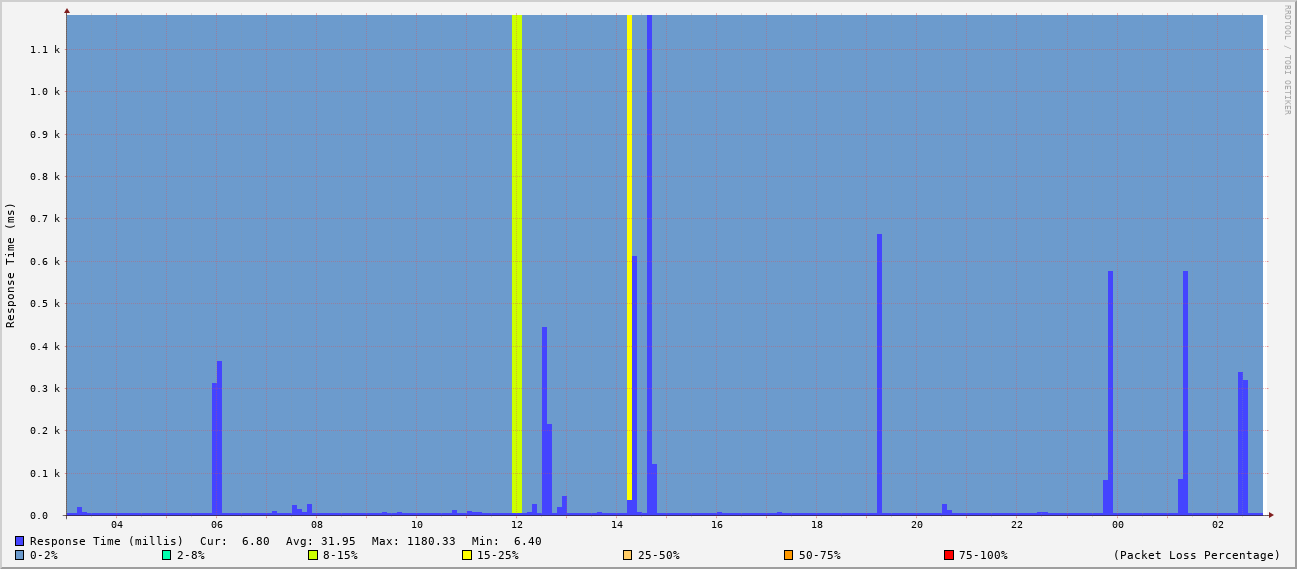 RRDTOOL / TOBI OETIKER
Response Time (ms)
1.1 k
1.0 k
0.9 k
0.8 k
0.7 k
0.6 k
0.5 k
0.4 k
0.3 k
0.2 k
0.1 k
0.0
04 06 08 10 12 14 16 18 20 22 00 02
Response Time (millis) Cur: 6.80 Avg: 31.95 Max: 1180.33 Min: 6.40
0-2% 2-8% 8-15% 15-25% 25-50% 50-75% 75-100% (Packet Loss Percentage)